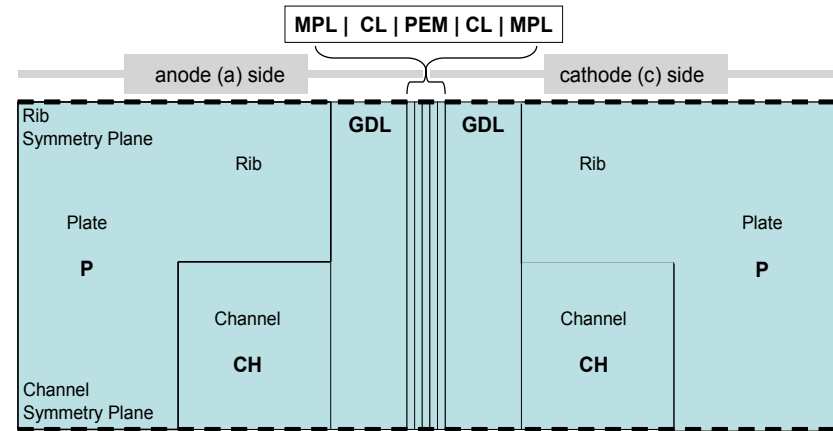 MPL | CL | PEM | CL | MPL
anode (a) side
cathode (c) side
Rib
Symmetry Plane
GDL
GDL
Rib
Rib
Plate
Plate
P
P
Channel
Channel
CH
CH
Channel
Symmetry Plane